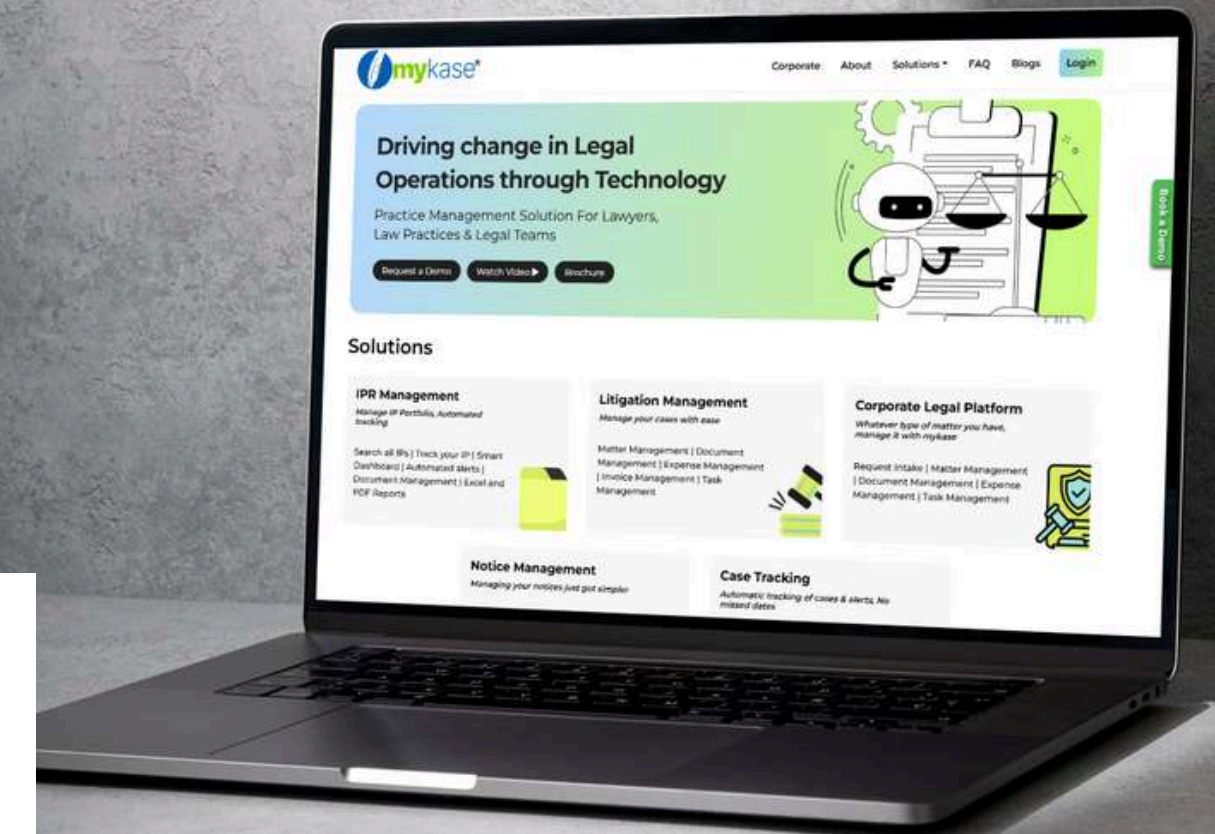 mykase®
Corporate About Solutions FAQ Blogs Login
Driving change in Legal
Operations through Technology
Practice Management Solution For Lawyers,
Law Practices & Legal Teams
Request a Demo Watch Video Brochure
Book a Demo
Solutions
IPR Management
Manage IP Portfolio, Automated
tracking
Search all IPs | Track your IP | Smart
Dashboard | Automated alerts |
Document Management | Excel and
PDF Reports
Litigation Management
Manage your cases with ease
Matter Management | Document
Management | Expense Management
| Invoice Management | Task
Management
Corporate Legal Platform
Whatever type of matter you have,
manage it with mykase
Request Intake | Matter Management
| Document Management | Expense
Management | Task Management
Notice Management
Managing your notices just got simpler
Case Tracking
Automatic tracking of cases & alerts, No
missed dates